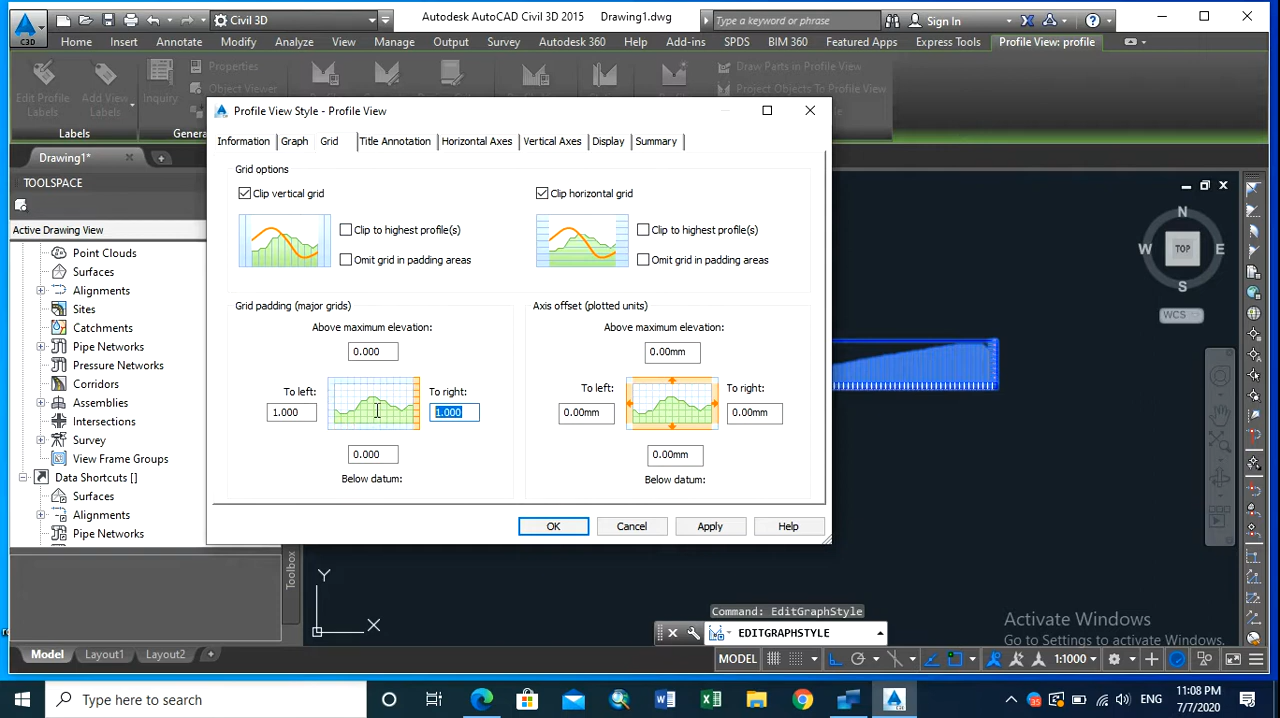 Civil 3D
Autodesk AutoCAD Civil 3D 2015 Drawing1.dwg
Type a keyword or phrase
Sign In
C3D
Home Insert Annotate Modify Analyze View Manage Output Survey Autodesk 360 Help Add-ins SPDS BIM 360 Featured Apps Express Tools Profile View: profile
Edit Profile Labels
Add View Labels
Inquiry
Properties
Object Viewer
Draw Parts in Profile View
Project Objects To Profile View
Labels
Drawing1*
TOOLSPACE
Active Drawing View
Point Clouds
Surfaces
Alignments
Sites
Catchments
Pipe Networks
Pressure Networks
Corridors
Assemblies
Intersections
Survey
View Frame Groups
Data Shortcuts []
Surfaces
Alignments
Pipe Networks
Toolbox
Profile View Style - Profile View
Information Graph Grid Title Annotation Horizontal Axes Vertical Axes Display Summary
Grid options
Clip vertical grid
Clip to highest profile(s)
Omit grid in padding areas
Clip horizontal grid
Clip to highest profile(s)
Omit grid in padding areas
Grid padding (major grids)
Above maximum elevation:
0.000
To left:
1.000
To right:
1.000
0.000
Below datum:
Axis offset (plotted units)
Above maximum elevation:
0.00mm
To left:
0.00mm
To right:
0.00mm
0.00mm
Below datum:
OK Cancel Apply Help
N
W TOP E
S
WCS
Y
X
Command: EditGraphStyle
EDITGRAPHSTYLE
Activate Windows
Go to Settings to activate Windows.
Model Layout1 Layout2
MODEL
1:1000
Type here to search
ENG
11:08 PM
7/7/2020